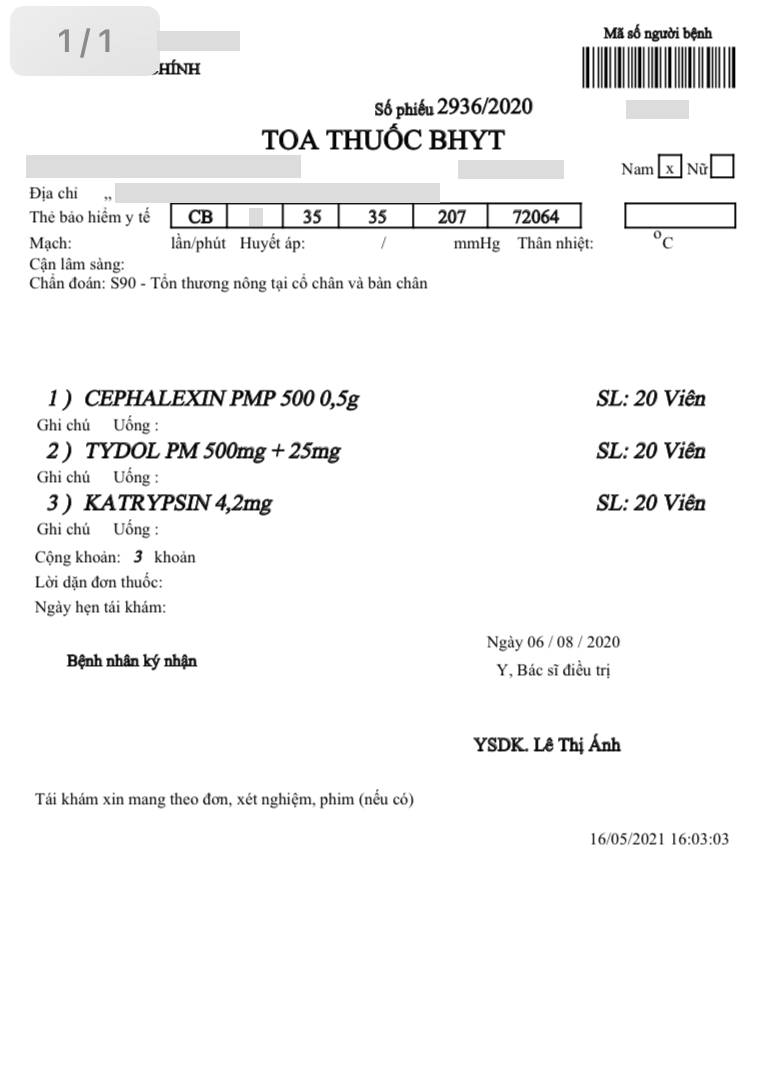 1/1
Mã số người bệnh
CHÍNH
Số phiếu 2936/2020
TOA THUỐC BHYT
Nam x Nữ
Địa chỉ ,,
Thẻ bảo hiểm y tế CB 35 35 207 72064
Mạch: lần/phút Huyết áp: / mmHg Thân nhiệt: °C
Cận lâm sàng:
Chẩn đoán: S90 - Tổn thương nông tại cổ chân và bàn chân
1 ) CEPHALEXIN PMP 500 0,5g SL: 20 Viên
Ghi chú Uống :
2 ) TYDOL PM 500mg + 25mg SL: 20 Viên
Ghi chú Uống :
3 ) KATRYPSIN 4,2mg SL: 20 Viên
Ghi chú Uống :
Cộng khoản: 3 khoản
Lời dặn đơn thuốc:
Ngày hẹn tái khám:
Ngày 06 / 08 / 2020
Bệnh nhân ký nhận
Y, Bác sĩ điều trị
YSDK. Lê Thị Ánh
Tái khám xin mang theo đơn, xét nghiệm, phim (nếu có)
16/05/2021 16:03:03